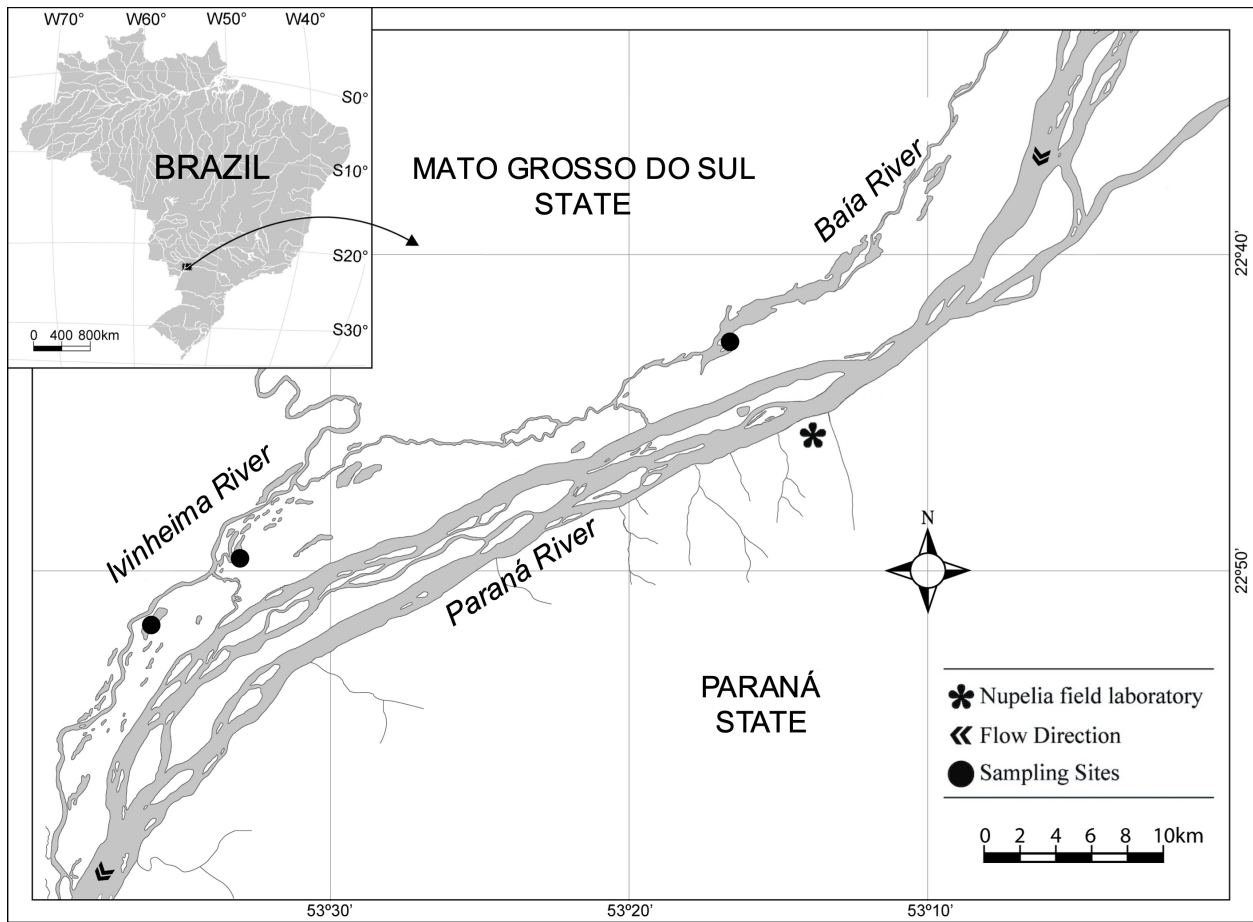 W70° W60° W50° W40°
S0°
S10°
S20°
S30°
BRAZIL
0 400 800km
MATO GROSSO DO SUL
STATE
Baía River
Ivinheima River
Paraná River
22°40'
22°50'
N
PARANÁ
STATE
Nupelia field laboratory
Flow Direction
Sampling Sites
0 2 4 6 8 10km
53°30' 53°20' 53°10'